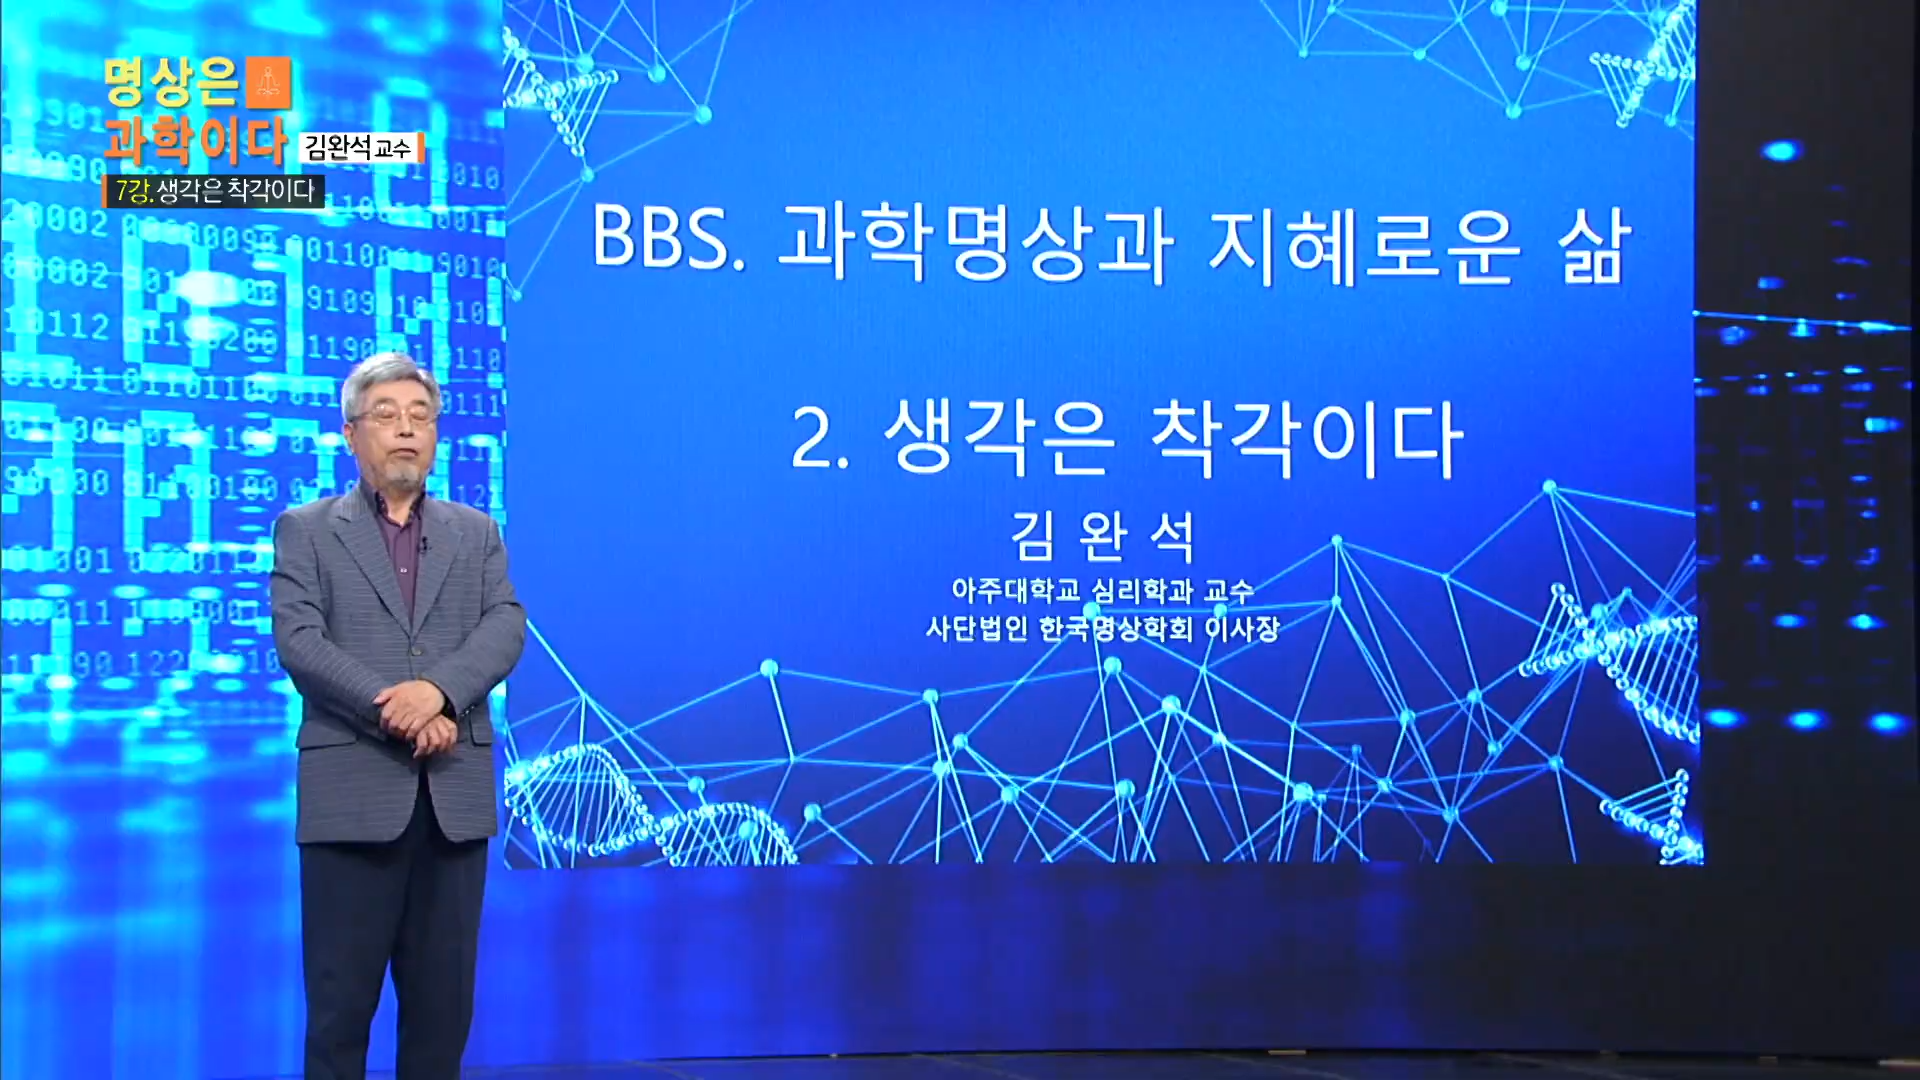 명상은
과학이다 김완석 교수
7강. 생각은 착각이다
BBS. 과학명상과 지혜로운 삶
2. 생각은 착각이다
김 완 석
아주대학교 심리학과 교수
사단법인 한국명상학회 이사장